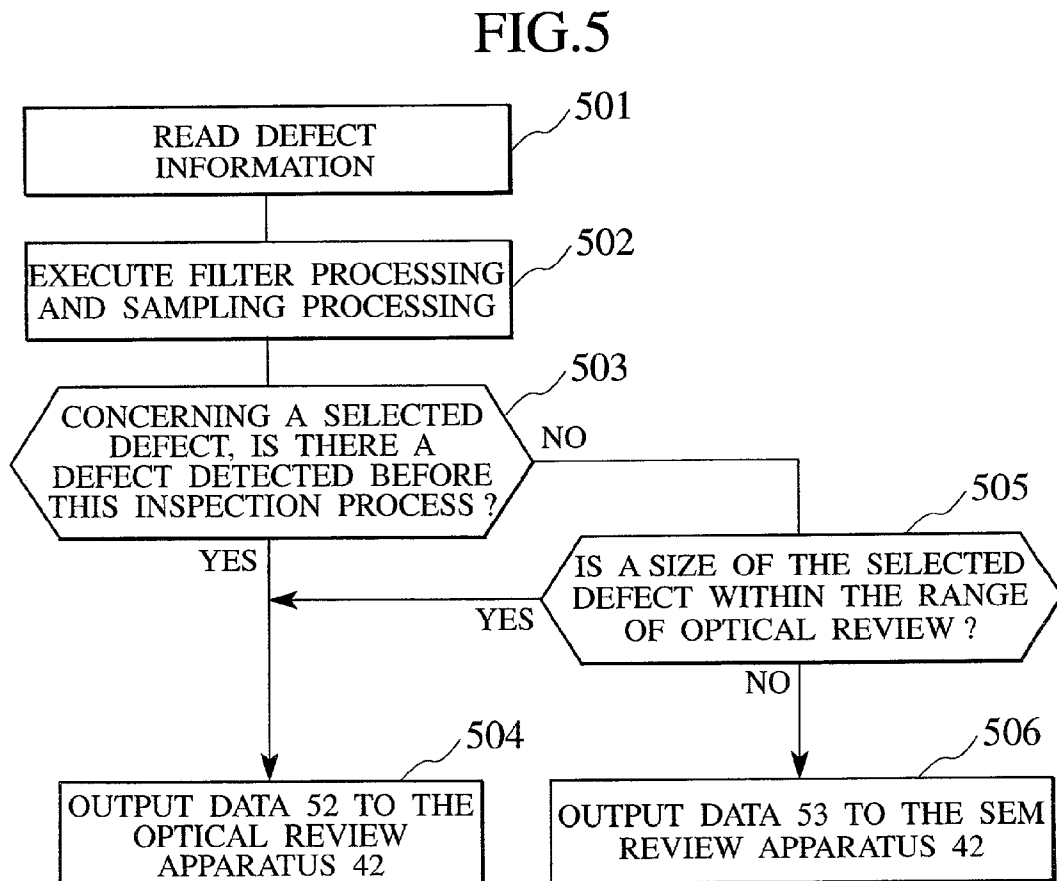 FIG.5
501
READ DEFECT
INFORMATION
502
EXECUTE FILTER PROCESSING
AND SAMPLING PROCESSING
503
CONCERNING A SELECTED
DEFECT, IS THERE A
DEFECT DETECTED BEFORE
THIS INSPECTION PROCESS ?
NO
YES
505
IS A SIZE OF THE SELECTED
DEFECT WITHIN THE RANGE
OF OPTICAL REVIEW ?
YES
NO
504
OUTPUT DATA 52 TO THE
OPTICAL REVIEW
APPARATUS 42
506
OUTPUT DATA 53 TO THE SEM
REVIEW APPARATUS 42